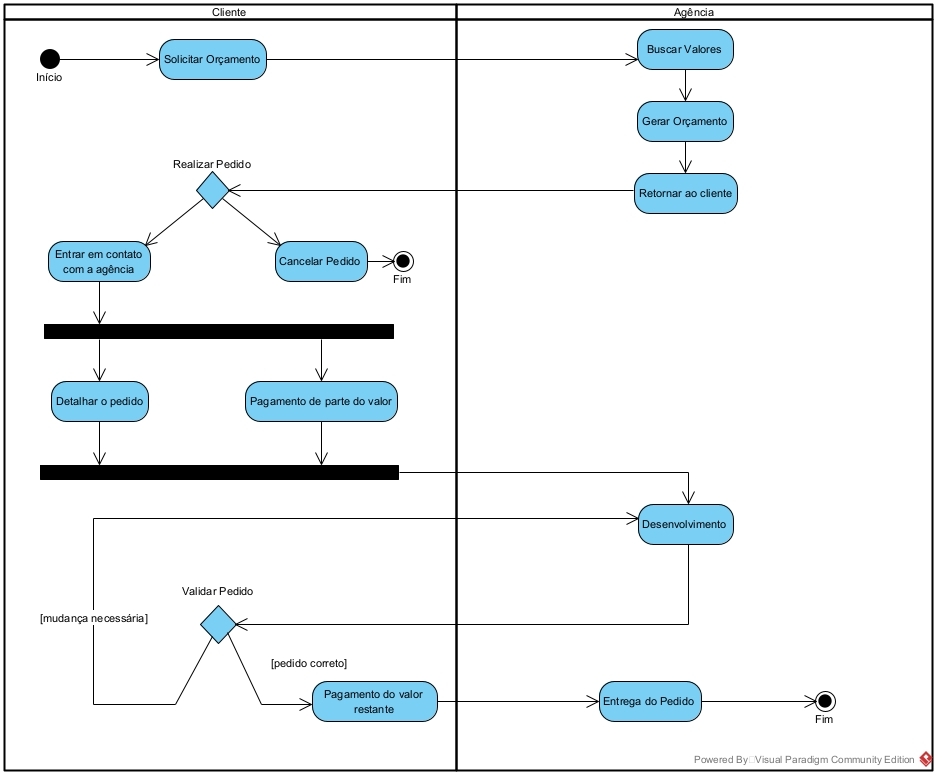 Cliente
Agência
Início
Solicitar Orçamento
Buscar Valores
Gerar Orçamento
Realizar Pedido
Retornar ao cliente
Entrar em contato
com a agência
Cancelar Pedido
Fim
Detalhar o pedido
Pagamento de parte do valor
Desenvolvimento
Validar Pedido
[mudança necessária]
[pedido correto]
Pagamento do valor
restante
Entrega do Pedido
Fim
Powered By Visual Paradigm Community Edition